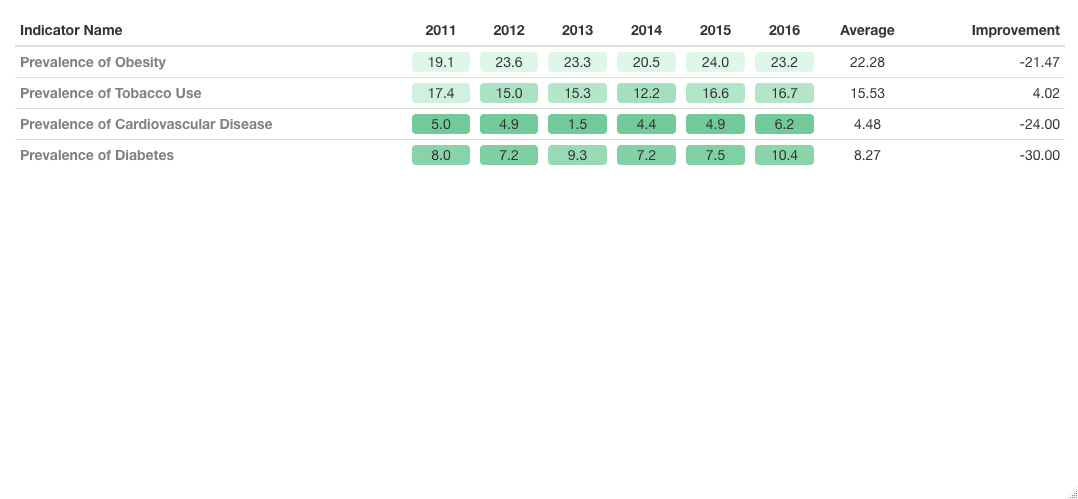 Indicator Name 2011 2012 2013 2014 2015 2016 Average Improvement
Prevalence of Obesity 19.1 23.6 23.3 20.5 24.0 23.2 22.28 -21.47
Prevalence of Tobacco Use 17.4 15.0 15.3 12.2 16.6 16.7 15.53 4.02
Prevalence of Cardiovascular Disease 5.0 4.9 1.5 4.4 4.9 6.2 4.48 -24.00
Prevalence of Diabetes 8.0 7.2 9.3 7.2 7.5 10.4 8.27 -30.00